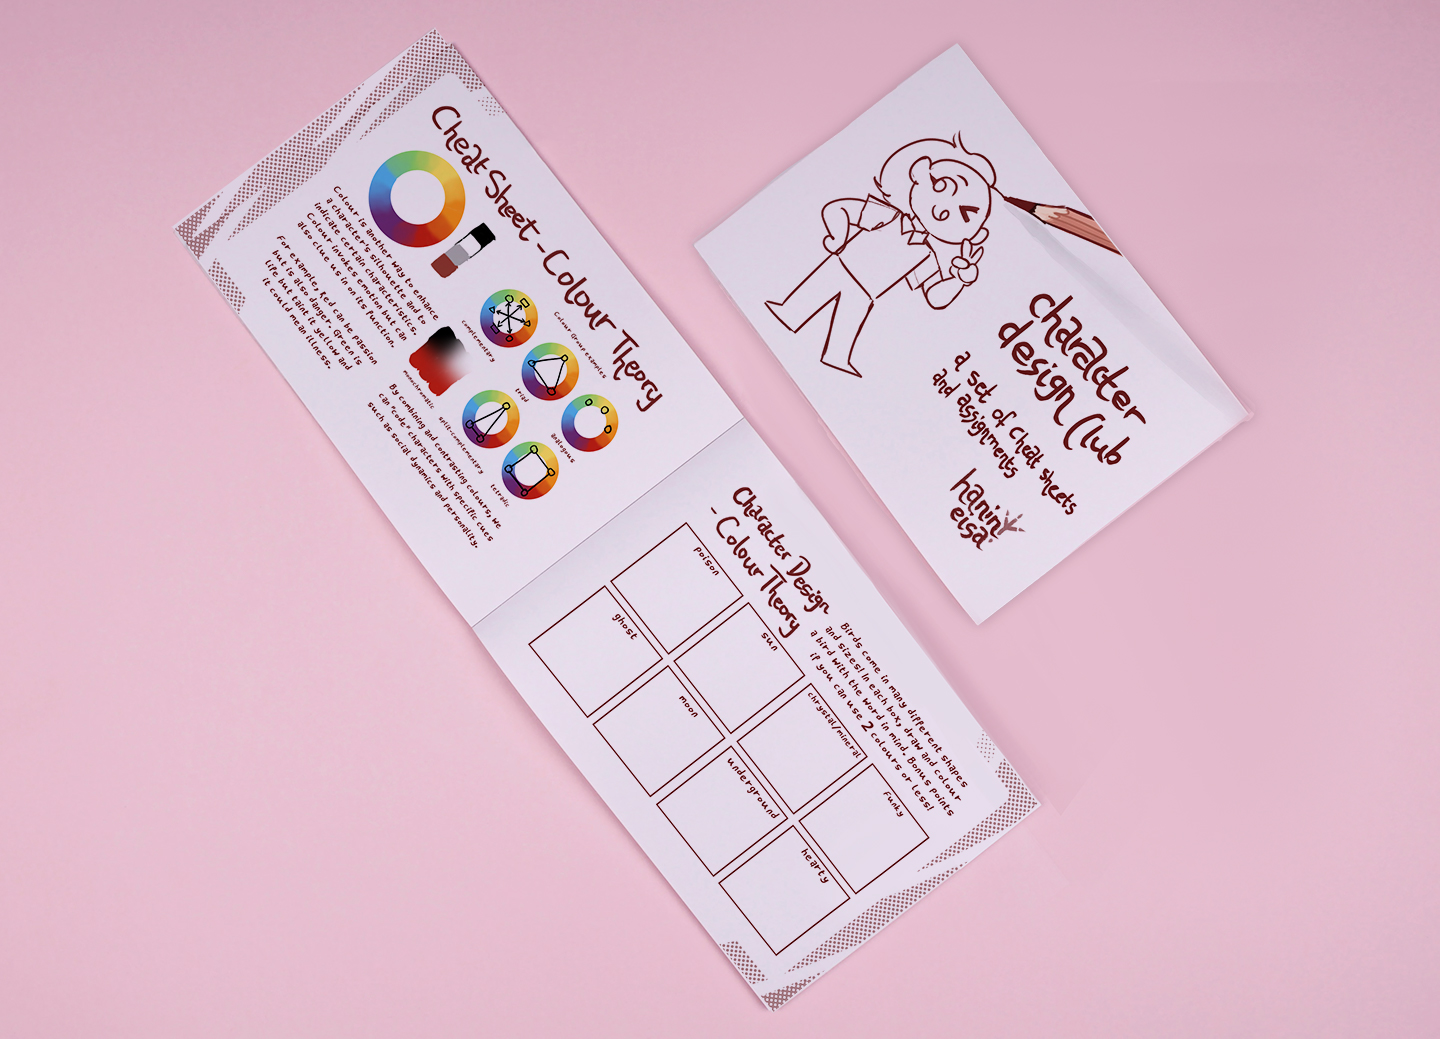 Cheat Sheet - Colour Theory
Colour is another way to enhance
a character's silhouette and to
indicate certain characteristics.
Colour invokes emotion but can
also clue us in on its function.
For example, Red can be passion
but is also danger. Green is
life, but taint it yellow and
it could mean illness.
Colour Group examples
complementary
triad
analogous
monochromatic
split-complementary
tetradic
By combining and contrasting colours, we
can "code" characters with specific cues
such as social dynamics and personality.
Character Design
- Colour Theory
Birds come in many different shapes
and sizes! In each box, draw and colour
a bird with the word in mind. Bonus points
if you can use 2 colours or less!
poison
sun
chrystal/mineral
funky
ghost
moon
underground
hearty
character
design club
a set of cheat sheets
and assignments
hanin
eisa